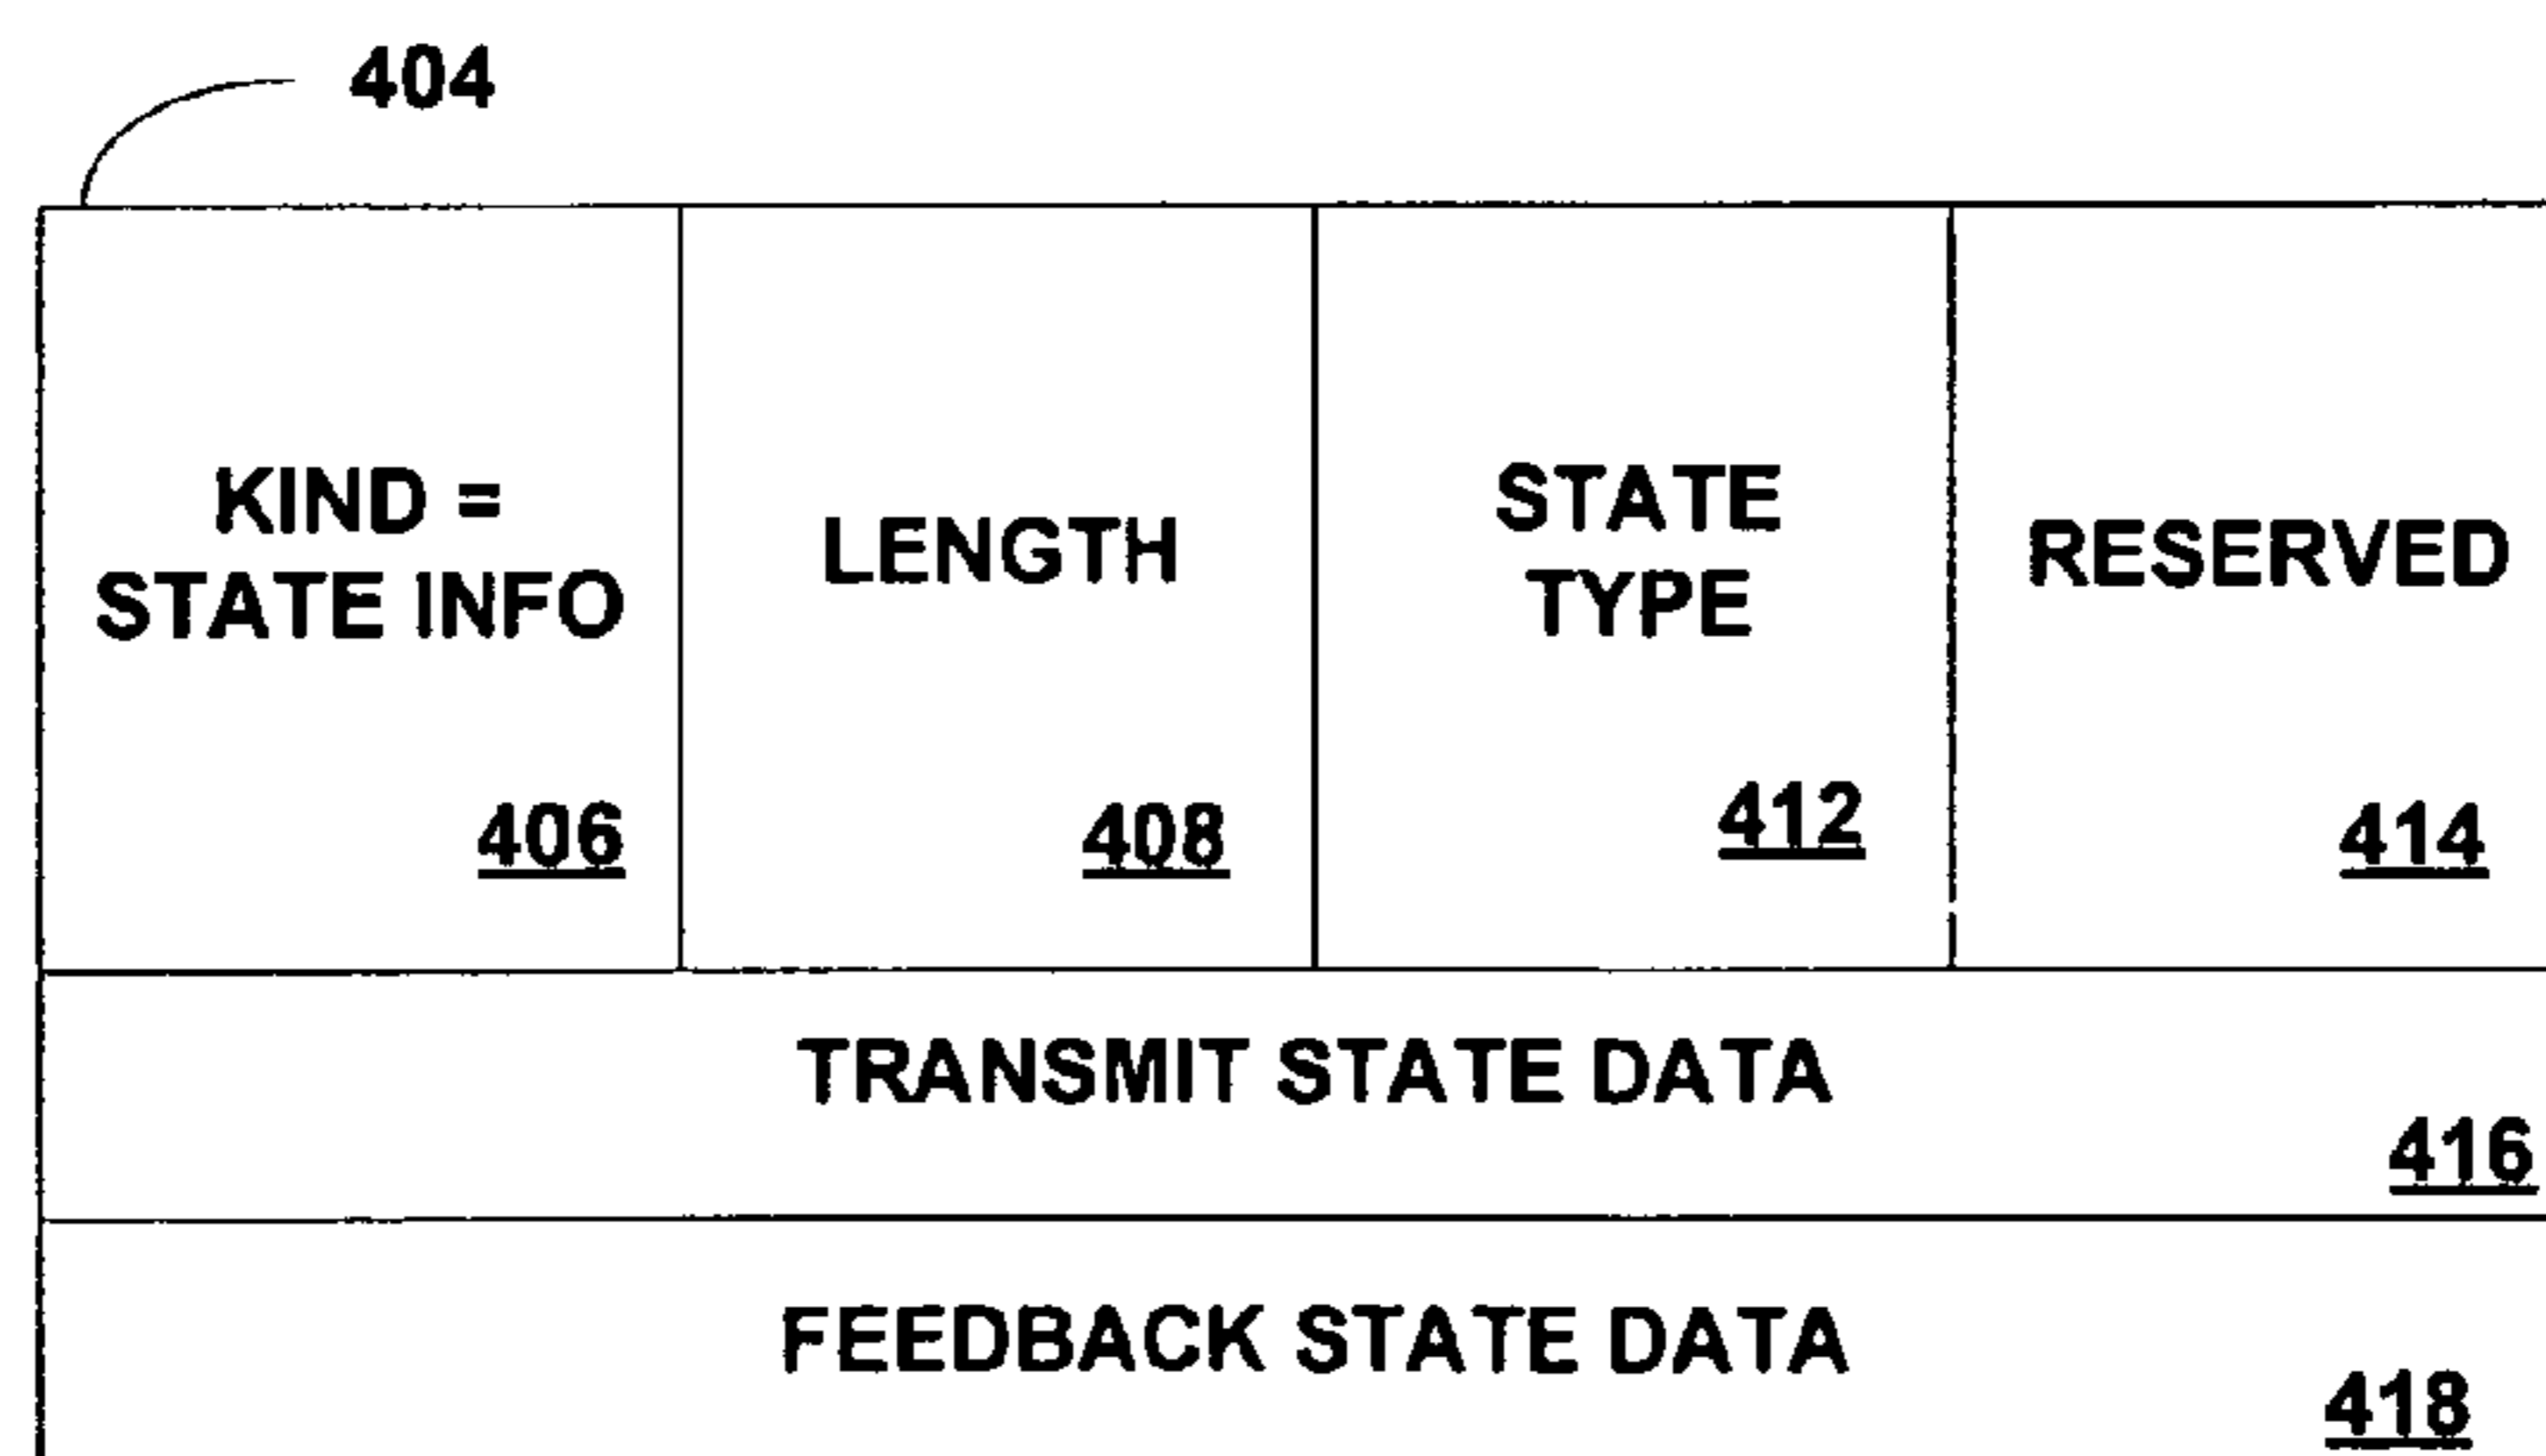 404
KIND =
STATE INFO
406
LENGTH
408
STATE
TYPE
412
RESERVED
414
TRANSMIT STATE DATA
416
FEEDBACK STATE DATA
418